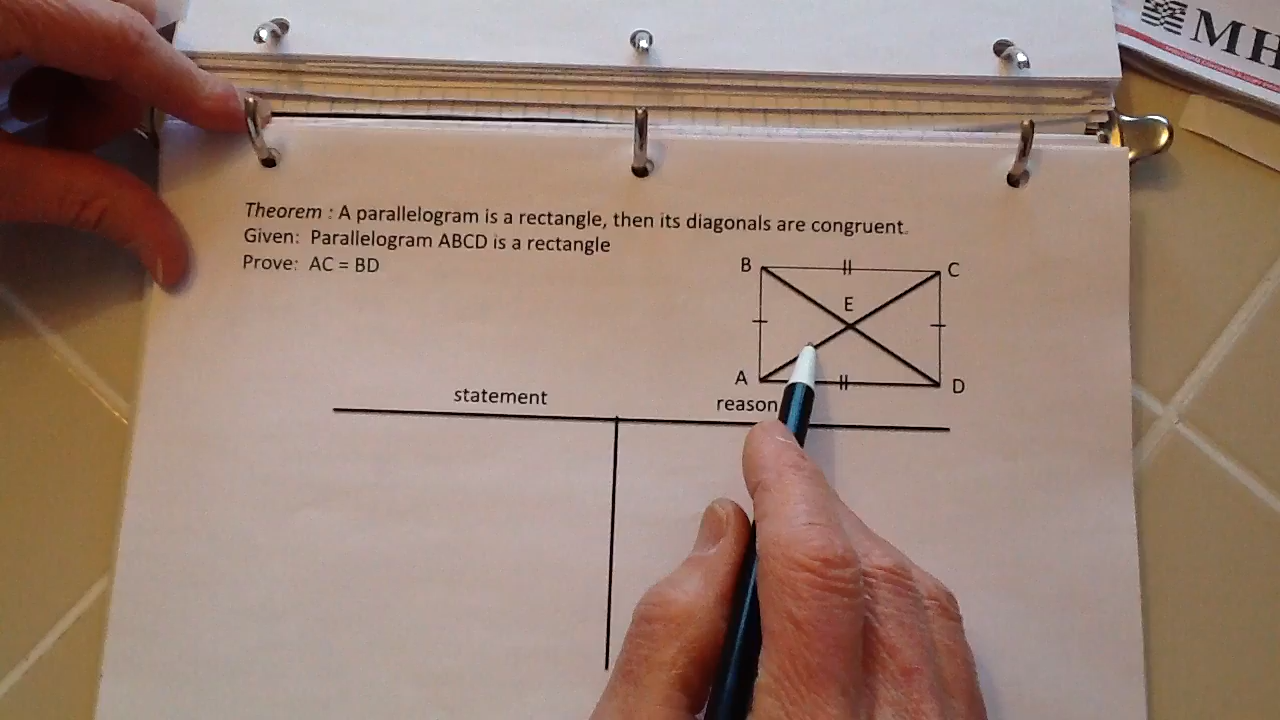 MH
Theorem : A parallelogram is a rectangle, then its diagonals are congruent.
Given: Parallelogram ABCD is a rectangle
Prove: AC = BD
B
C
E
A
D
statement
reason